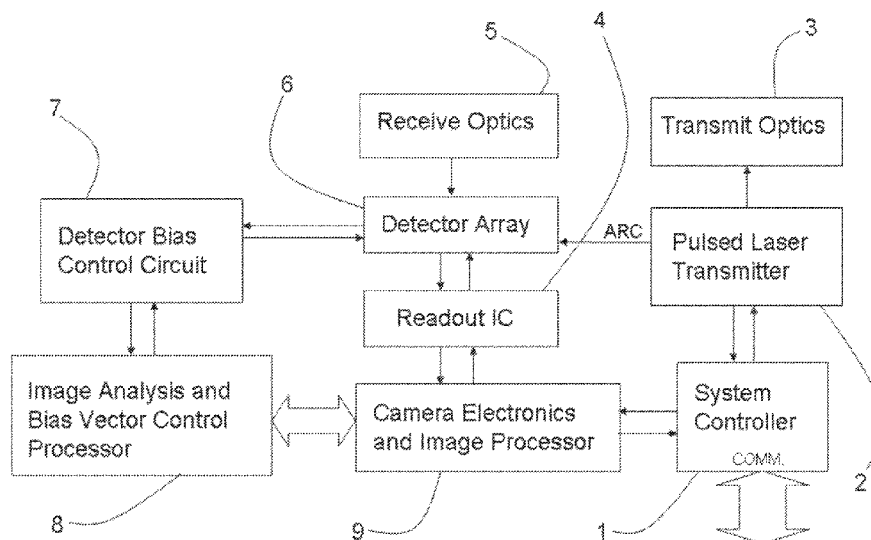 5
4
3
6
Receive Optics
Transmit Optics
7
Detector Array
Detector Bias
Control Circuit
ARC
Pulsed Laser
Transmitter
Readout IC
Image Analysis and
Bias Vector Control
Processor
Camera Electronics
and Image Processor
System
Controller
COMM.
8
9
1
2